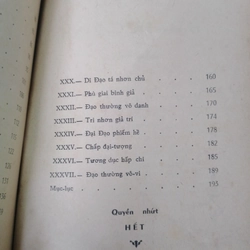 XXX.— Dĩ Đạo tá nhơn chủ . . . . . 160
XXXI.— Phù giai binh giả . . . . . 165
XXXII.— Đạo thường vô danh . . . . . 170
XXXIII.— Tri nhơn giả trí . . . . . 174
XXXIV.— Đại Đạo phiếm hề . . . . . 178
XXXV.— Chấp đại-tượng . . . . . 182
XXXVI.— Tương dục hấp chi . . . . . 185
XXXVII.— Đạo thường vô-vi . . . . . 189
Mục-lục . . . . . 195
Quyển nhứt
HẾT